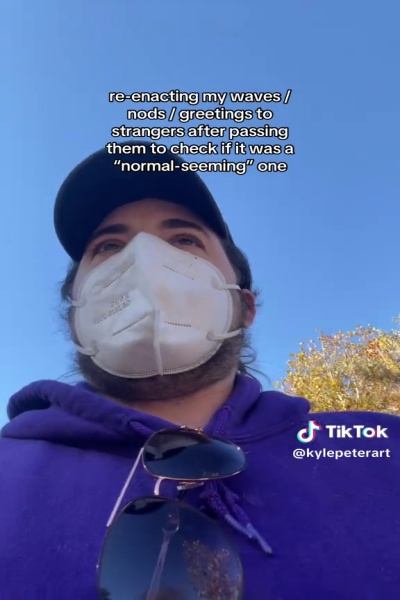 re-enacting my waves /
nods / greetings to
strangers after passing
them to check if it was a
“normal-seeming” one
TikTok
@kylepeterart